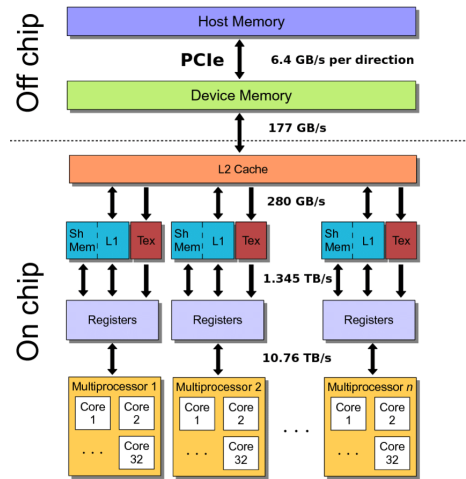 Off chip
Host Memory
PCIe
6.4 GB/s per direction
Device Memory
177 GB/s
On chip
L2 Cache
280 GB/s
Sh
Mem
L1
Tex
Sh
Mem
L1
Tex
Sh
Mem
L1
Tex
1.345 TB/s
Registers
Registers
Registers
10.76 TB/s
Multiprocessor 1
Core
1
Core
2
. . .
Core
32
Multiprocessor 2
Core
1
Core
2
. . .
Core
32
. . .
Multiprocessor n
Core
1
Core
2
. . .
Core
32